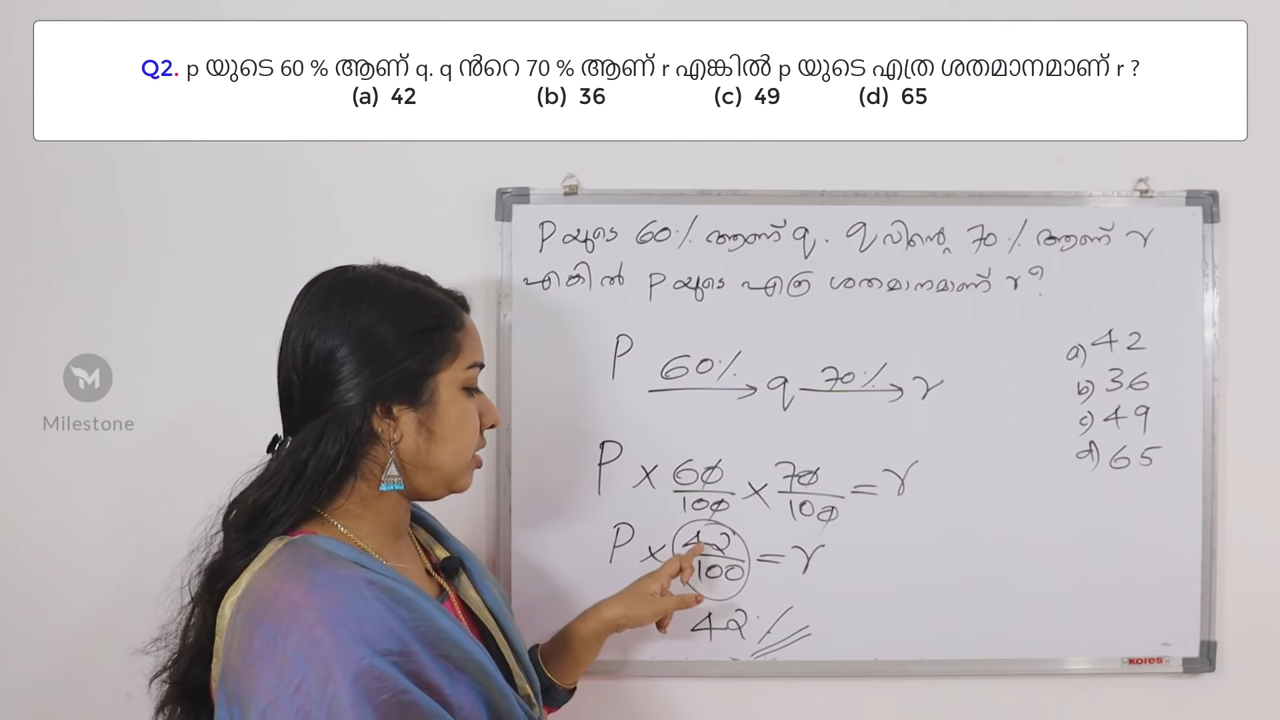 Q2. p യുടെ 60 % ആണ് q. q ൻറെ 70 % ആണ് r എങ്കിൽ p യുടെ എത്ര ശതമാനമാണ് r ?
(a) 42 (b) 36 (c) 49 (d) 65
P യുടെ 60% ആണ് q. q വിന്റെ 70% ആണ് r
എങ്കിൽ P യുടെ എത്ര ശതമാനമാണ് r?
P 60% → q 70% → r
a) 42
b) 36
c) 49
d) 65
P × 60/100 × 70/100 = r
P × 42/100 = r
42%
M
Milestone
KORES